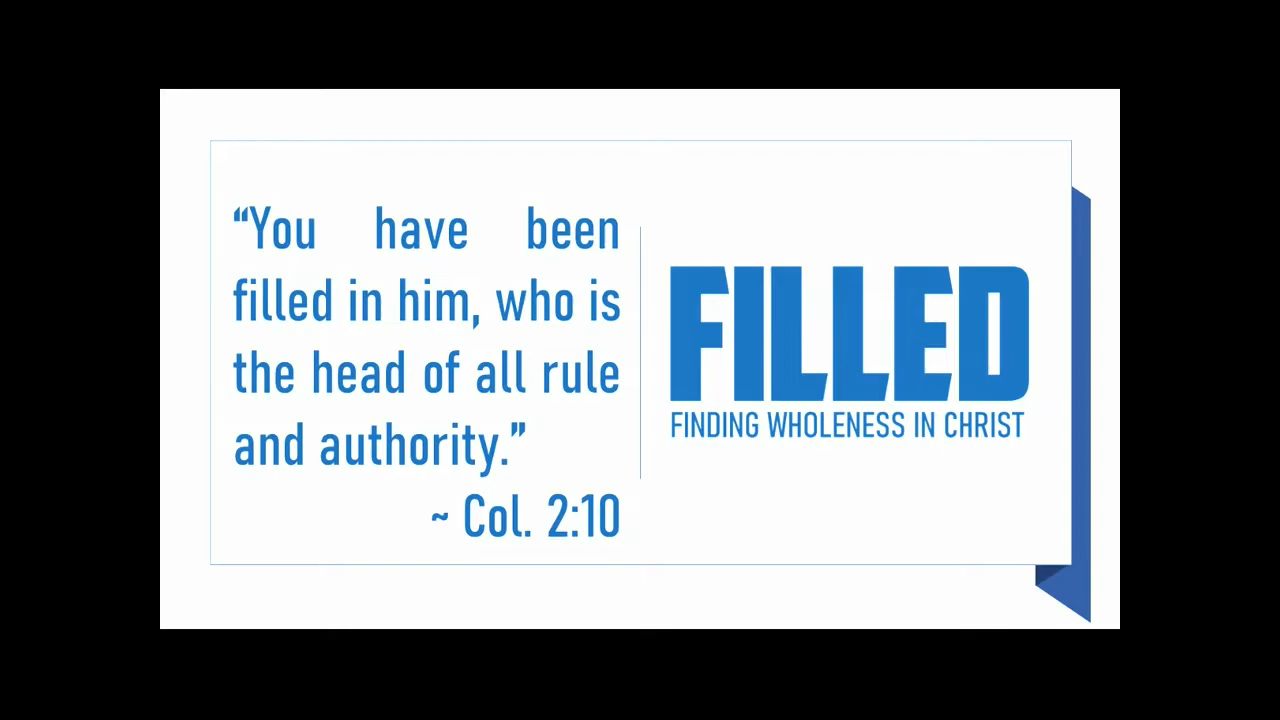 “You have been
filled in him, who is
the head of all rule
and authority.”
~ Col. 2:10
FILLED
FINDING WHOLENESS IN CHRIST